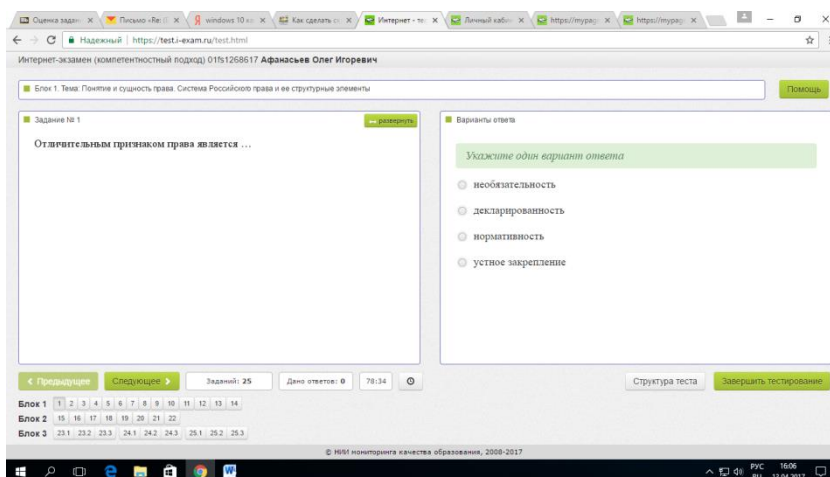 Оценка задан
Письмо «Re:
windows 10
Как сделать
Интернет - те
Личный каби
https://mypag
https://mypag
Надежный | https://test.i-exam.ru/test.html
Интернет-экзамен (компетентностный подход) 01fs1268617 Афанасьев Олег Игоревич
Блок 1. Тема: Понятие и сущность права. Система Российского права и ее структурные элементы
Помощь
Задание № 1
развернуть
Отличительным признаком права является …
Варианты ответа
Укажите один вариант ответа
необязательность
декларированность
нормативность
устное закрепление
< Предыдущее
Следующее >
Заданий: 25
Дано ответов: 0
78:34
Структура теста
Завершить тестирование
Блок 1 1 2 3 4 5 6 7 8 9 10 11 12 13 14
Блок 2 15 16 17 18 19 20 21 22
Блок 3 23.1 23.2 23.3 24.1 24.2 24.3 25.1 25.2 25.3
© НИИ мониторинга качества образования, 2008-2017
РУС 16:06
RU 13.04.2017